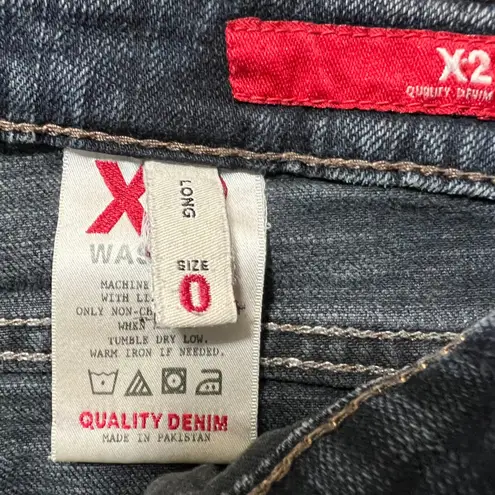 X2
QUALITY DENIM
X
LONG
SIZE
0
WAS
MACHINE
WITH LI
ONLY NON-CH
WHEN
TUMBLE DRY LOW.
WARM IRON IF NEEDED.
QUALITY DENIM
MADE IN PAKISTAN